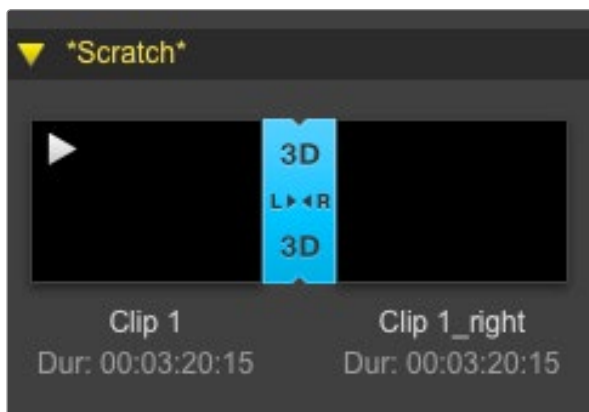 *Scratch*
3D
L R
3D
Clip 1
Clip 1_right
Dur: 00:03:20:15
Dur: 00:03:20:15